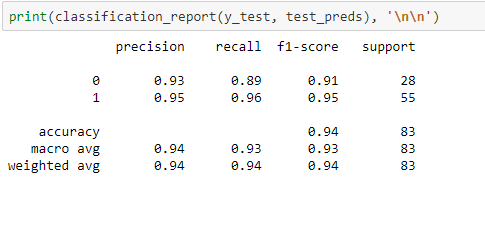 print(classification_report(y_test, test_preds), '\n\n')
precision recall f1-score support
0 0.93 0.89 0.91 28
1 0.95 0.96 0.95 55
accuracy 0.94 83
macro avg 0.94 0.93 0.93 83
weighted avg 0.94 0.94 0.94 83